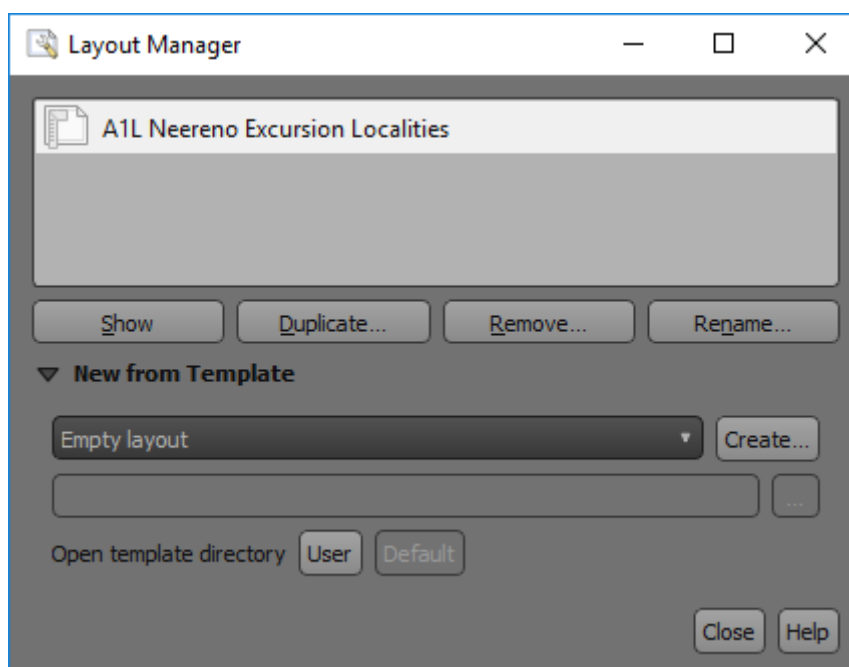 Layout Manager
A1L Neereno Excursion Localities
Show Duplicate... Remove... Rename...
New from Template
Empty layout Create...
...
Open template directory User Default
Close Help